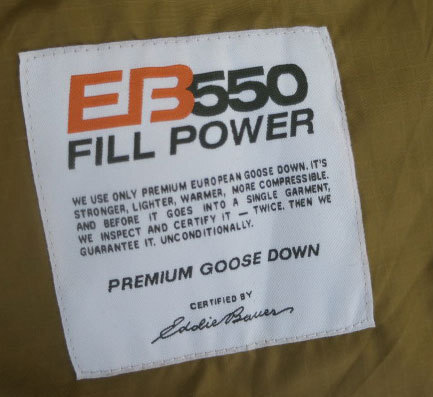 EB550
FILL POWER
WE USE ONLY PREMIUM EUROPEAN GOOSE DOWN. IT'S
STRONGER, LIGHTER, WARMER, MORE COMPRESSIBLE.
AND BEFORE IT GOES INTO A SINGLE GARMENT,
WE INSPECT AND CERTIFY IT — TWICE. THEN WE
GUARANTEE IT. UNCONDITIONALLY.
PREMIUM GOOSE DOWN
CERTIFIED BY
Eddie Bauer